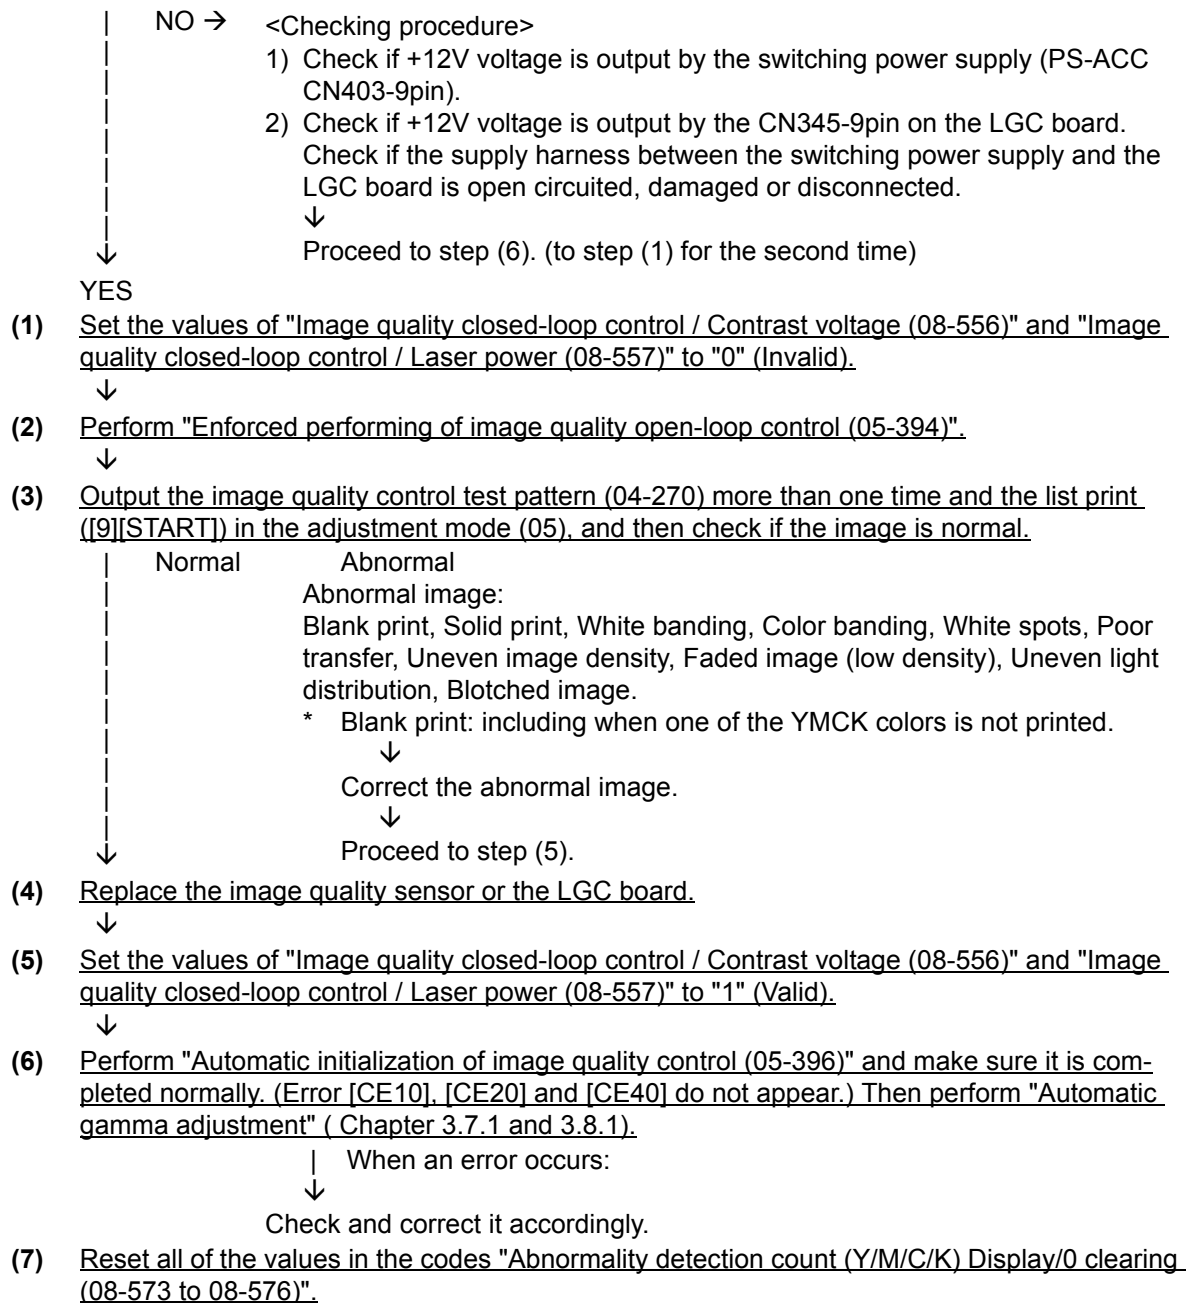 NO → <Checking procedure>
1) Check if +12V voltage is output by the switching power supply (PS-ACC
CN403-9pin).
2) Check if +12V voltage is output by the CN345-9pin on the LGC board.
Check if the supply harness between the switching power supply and the
LGC board is open circuited, damaged or disconnected.
↓
Proceed to step (6). (to step (1) for the second time)
YES
(1) Set the values of "Image quality closed-loop control / Contrast voltage (08-556)" and "Image
quality closed-loop control / Laser power (08-557)" to "0" (Invalid).
↓
(2) Perform "Enforced performing of image quality open-loop control (05-394)".
↓
(3) Output the image quality control test pattern (04-270) more than one time and the list print
([9][START]) in the adjustment mode (05), and then check if the image is normal.
| Normal Abnormal
Abnormal image:
Blank print, Solid print, White banding, Color banding, White spots, Poor
transfer, Uneven image density, Faded image (low density), Uneven light
distribution, Blotched image.
* Blank print: including when one of the YMCK colors is not printed.
↓
Correct the abnormal image.
↓
Proceed to step (5).
(4) Replace the image quality sensor or the LGC board.
↓
(5) Set the values of "Image quality closed-loop control / Contrast voltage (08-556)" and "Image
quality closed-loop control / Laser power (08-557)" to "1" (Valid).
↓
(6) Perform "Automatic initialization of image quality control (05-396)" and make sure it is com-
pleted normally. (Error [CE10], [CE20] and [CE40] do not appear.) Then perform "Automatic
gamma adjustment" ( Chapter 3.7.1 and 3.8.1).
| When an error occurs:
↓
Check and correct it accordingly.
(7) Reset all of the values in the codes "Abnormality detection count (Y/M/C/K) Display/0 clearing
(08-573 to 08-576)".